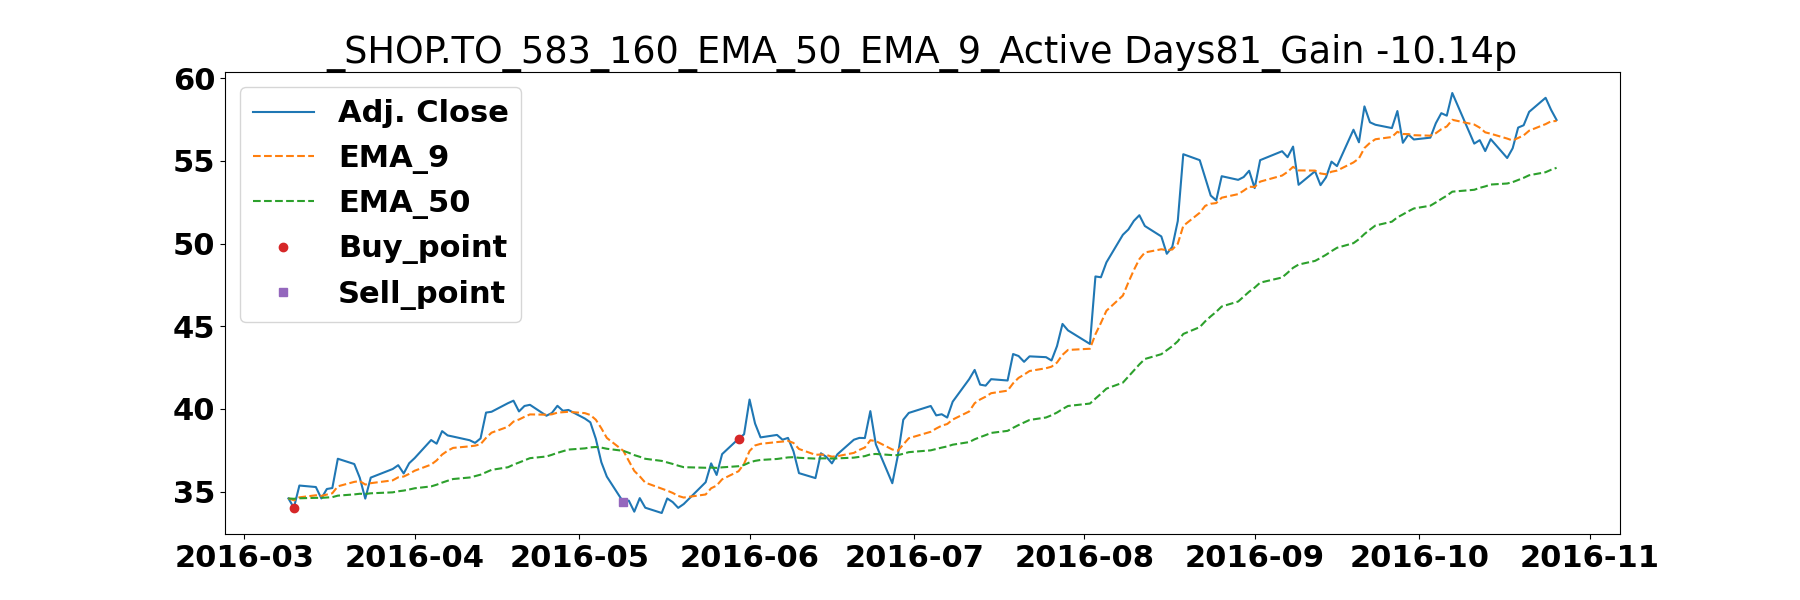 _SHOP.TO_583_160_EMA_50_EMA_9_Active Days81_Gain -10.14p
60
55
50
45
40
35
Adj. Close
EMA_9
EMA_50
Buy_point
Sell_point
2016-03 2016-04 2016-05 2016-06 2016-07 2016-08 2016-09 2016-10 2016-11